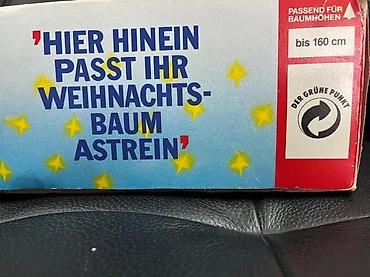 'HIER HINEIN
PASST IHR
WEIHNACHTS-
BAUM
ASTREIN'
PASSEND FÜR
BAUMHÖHEN
bis 160 cm
DER GRÜNE PUNKT